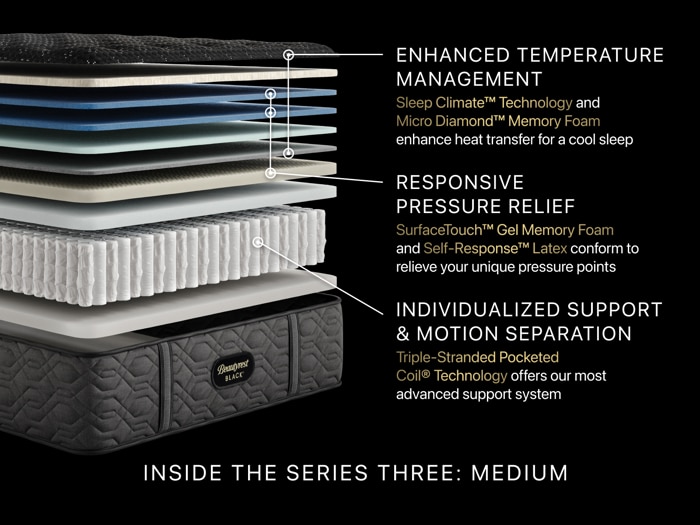 ENHANCED TEMPERATURE
MANAGEMENT
Sleep Climate™ Technology and
Micro Diamond™ Memory Foam
enhance heat transfer for a cool sleep
RESPONSIVE
PRESSURE RELIEF
SurfaceTouch™ Gel Memory Foam
and Self-Response™ Latex conform to
relieve your unique pressure points
INDIVIDUALIZED SUPPORT
& MOTION SEPARATION
Triple-Stranded Pocketed
Coil® Technology offers our most
advanced support system
Beautyrest
BLACK
INSIDE THE SERIES THREE: MEDIUM